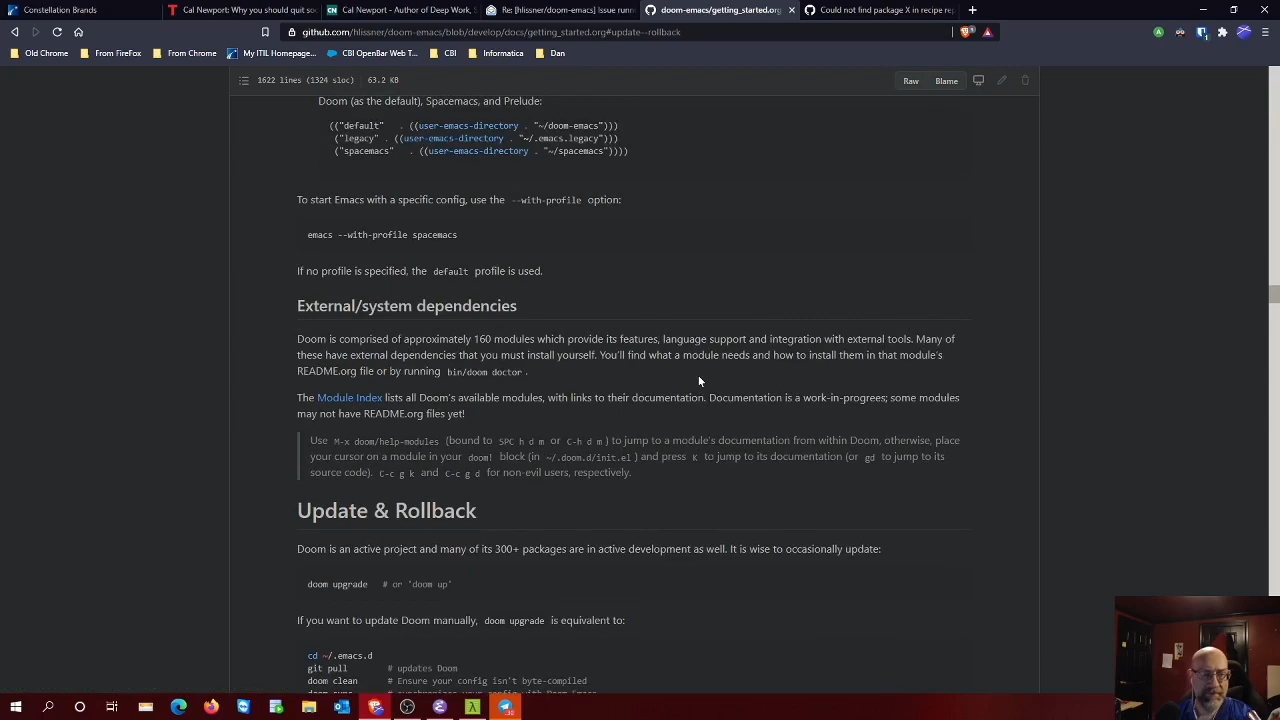 Constellation Brands
Cal Newport: Why you should quit soc
Cal Newport - Author of Deep Work, S
Re: [hlissner/doom-emacs] Issue runn
doom-emacs/getting_started.org
Could not find package X in recipe rep
github.com/hlissner/doom-emacs/blob/develop/docs/getting_started.org#update--rollback
Old Chrome
From FireFox
From Chrome
My ITIL Homepage...
CBI OpenBar Web T...
CBI
Informatica
Dan
1622 lines (1324 sloc)
63.2 KB
Raw
Blame
Doom (as the default), Spacemacs, and Prelude:
(("default" . ((user-emacs-directory . "~/doom-emacs")))
("legacy" . ((user-emacs-directory . "~/.emacs.legacy")))
("spacemacs" . ((user-emacs-directory . "~/spacemacs"))))
To start Emacs with a specific config, use the --with-profile option:
emacs --with-profile spacemacs
If no profile is specified, the default profile is used.
External/system dependencies
Doom is comprised of approximately 160 modules which provide its features, language support and integration with external tools. Many of
these have external dependencies that you must install yourself. You'll find what a module needs and how to install them in that module's
README.org file or by running bin/doom doctor .
The Module Index lists all Doom's available modules, with links to their documentation. Documentation is a work-in-progrees; some modules
may not have README.org files yet!
Use M-x doom/help-modules (bound to SPC h d m or C-h d m ) to jump to a module's documentation from within Doom, otherwise, place
your cursor on a module in your doom! block (in ~/.doom.d/init.el ) and press K to jump to its documentation (or gd to jump to its
source code). C-c g k and C-c g d for non-evil users, respectively.
Update & Rollback
Doom is an active project and many of its 300+ packages are in active development as well. It is wise to occasionally update:
doom upgrade # or 'doom up'
If you want to update Doom manually, doom upgrade is equivalent to:
cd ~/.emacs.d
git pull # updates Doom
doom clean # Ensure your config isn't byte-compiled
doom sync # synchronizes your config with Doom Emacs